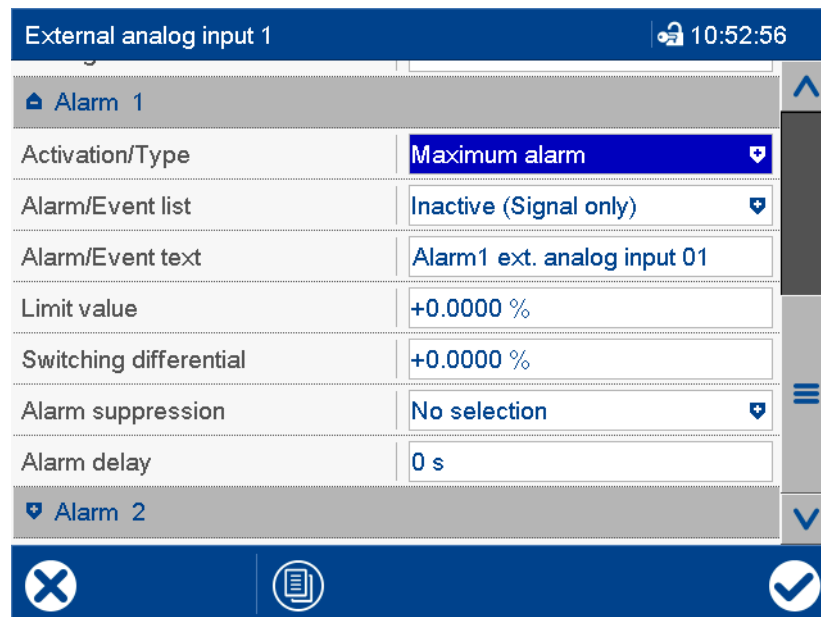 External analog input 1 10:52:56
Alarm 1
Activation/Type Maximum alarm
Alarm/Event list Inactive (Signal only)
Alarm/Event text Alarm1 ext. analog input 01
Limit value +0.0000 %
Switching differential +0.0000 %
Alarm suppression No selection
Alarm delay 0 s
Alarm 2